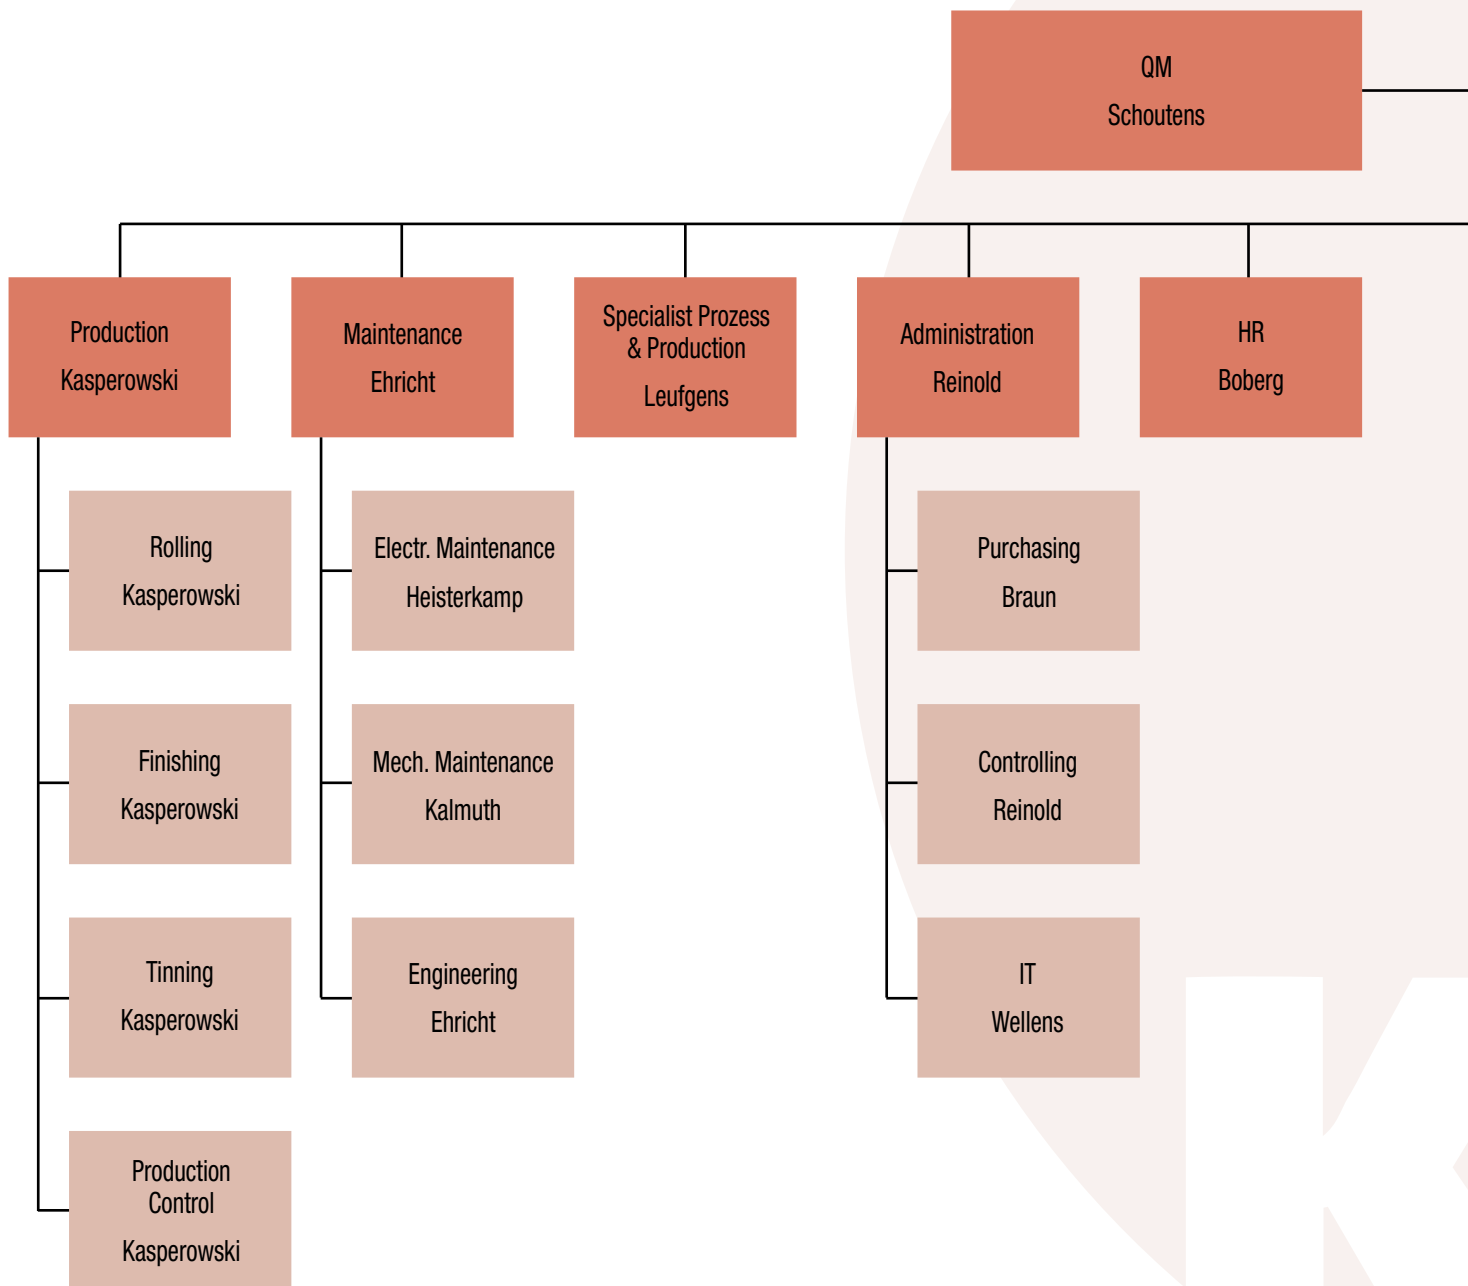 QM
Schoutens
Production
Kasperowski
Maintenance
Ehricht
Specialist Prozess
& Production
Leufgens
Administration
Reinold
HR
Boberg
Rolling
Kasperowski
Electr. Maintenance
Heisterkamp
Purchasing
Braun
Finishing
Kasperowski
Mech. Maintenance
Kalmuth
Controlling
Reinold
Tinning
Kasperowski
Engineering
Ehricht
IT
Wellens
Production
Control
Kasperowski
K